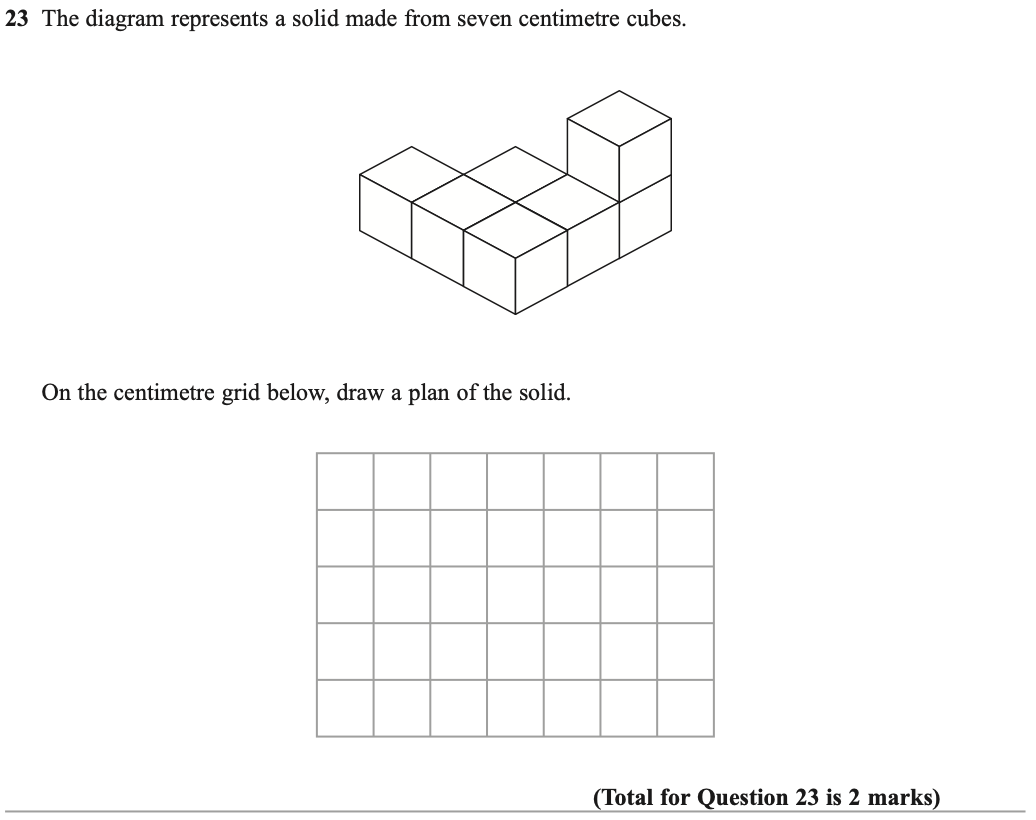 23 The diagram represents a solid made from seven centimetre cubes.
On the centimetre grid below, draw a plan of the solid.
(Total for Question 23 is 2 marks)